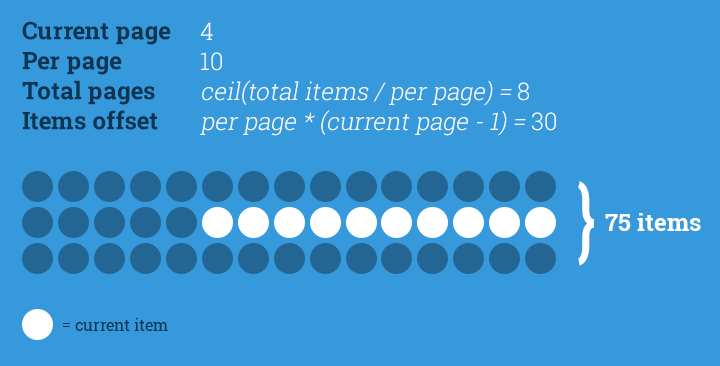 Current page 4
Per page 10
Total pages ceil(total items / per page) = 8
Items offset per page * (current page - 1) = 30
} 75 items
= current item